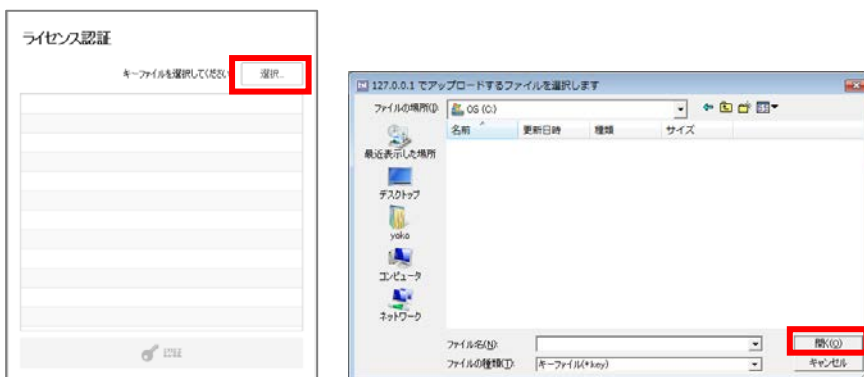 ライセンス認証
キーファイルを選択してください
選択...
認証
127.0.0.1 でアップロードするファイルを選択します
ファイルの場所(I):
OS (C:)
名前
更新日時
種類
サイズ
最近表示した場所
デスクトップ
yoko
コンピュータ
ネットワーク
ファイル名(N):
開く(O)
ファイルの種類(T):
キーファイル(*.key)
キャンセル